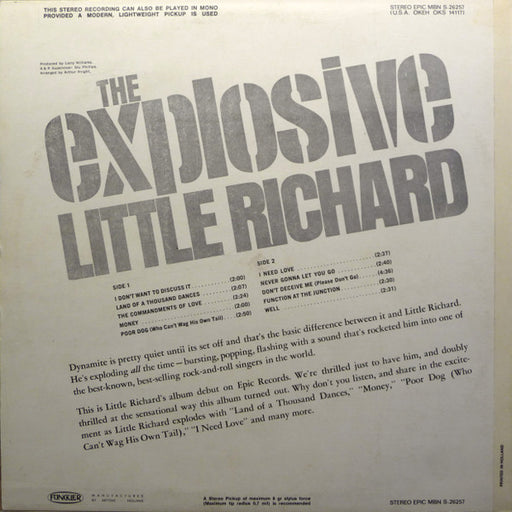 THIS STEREO RECORDING CAN ALSO BE PLAYED IN MONO
PROVIDED A MODERN, LIGHTWEIGHT PICKUP IS USED
STEREO EPIC MBN S-26257
(U.S.A. OKEH OKS 14117)
Produced by Larry Williams,
A & R Supervisor: Stu Phillips,
Arranged by Arthur Wright,
THE
explosive
LITTLE RICHARD
SIDE 1
I DON'T WANT TO DISCUSS IT (2:00)
LAND OF A THOUSAND DANCES (2:07)
THE COMMANDMENTS OF LOVE (2:24)
MONEY (2:00)
POOR DOG (Who Can't Wag His Own Tail) (2:50)
SIDE 2
I NEED LOVE (2:37)
NEVER GONNA LET YOU GO (2:40)
DON'T DECEIVE ME (Please Don't Go) (4:36)
FUNCTION AT THE JUNCTION (2:30)
WELL (2:31)
Dynamite is pretty quiet until its set off and that's the basic difference between it and Little Richard.
He's exploding all the time—bursting, popping, flashing with a sound that's rocketed him into one of
the best-known, best-selling rock-and-roll singers in the world.
This is Little Richard's album debut on Epic Records. We're thrilled just to have him, and doubly
thrilled at the sensational way this album turned out. Why don't you listen, and share in the excite-
ment as Little Richard explodes with "Land of a Thousand Dances," "Money," "Poor Dog (Who
Can't Wag His Own Tail)," "I Need Love" and many more.
MANUFACTURED
HOLLAND
A Stereo Pickup of maximum 6 gr stylus force
(Maximum tip radius 0.7 mil) is recommended
STEREO EPIC MBN S-26257
PRINTED IN HOLLAND